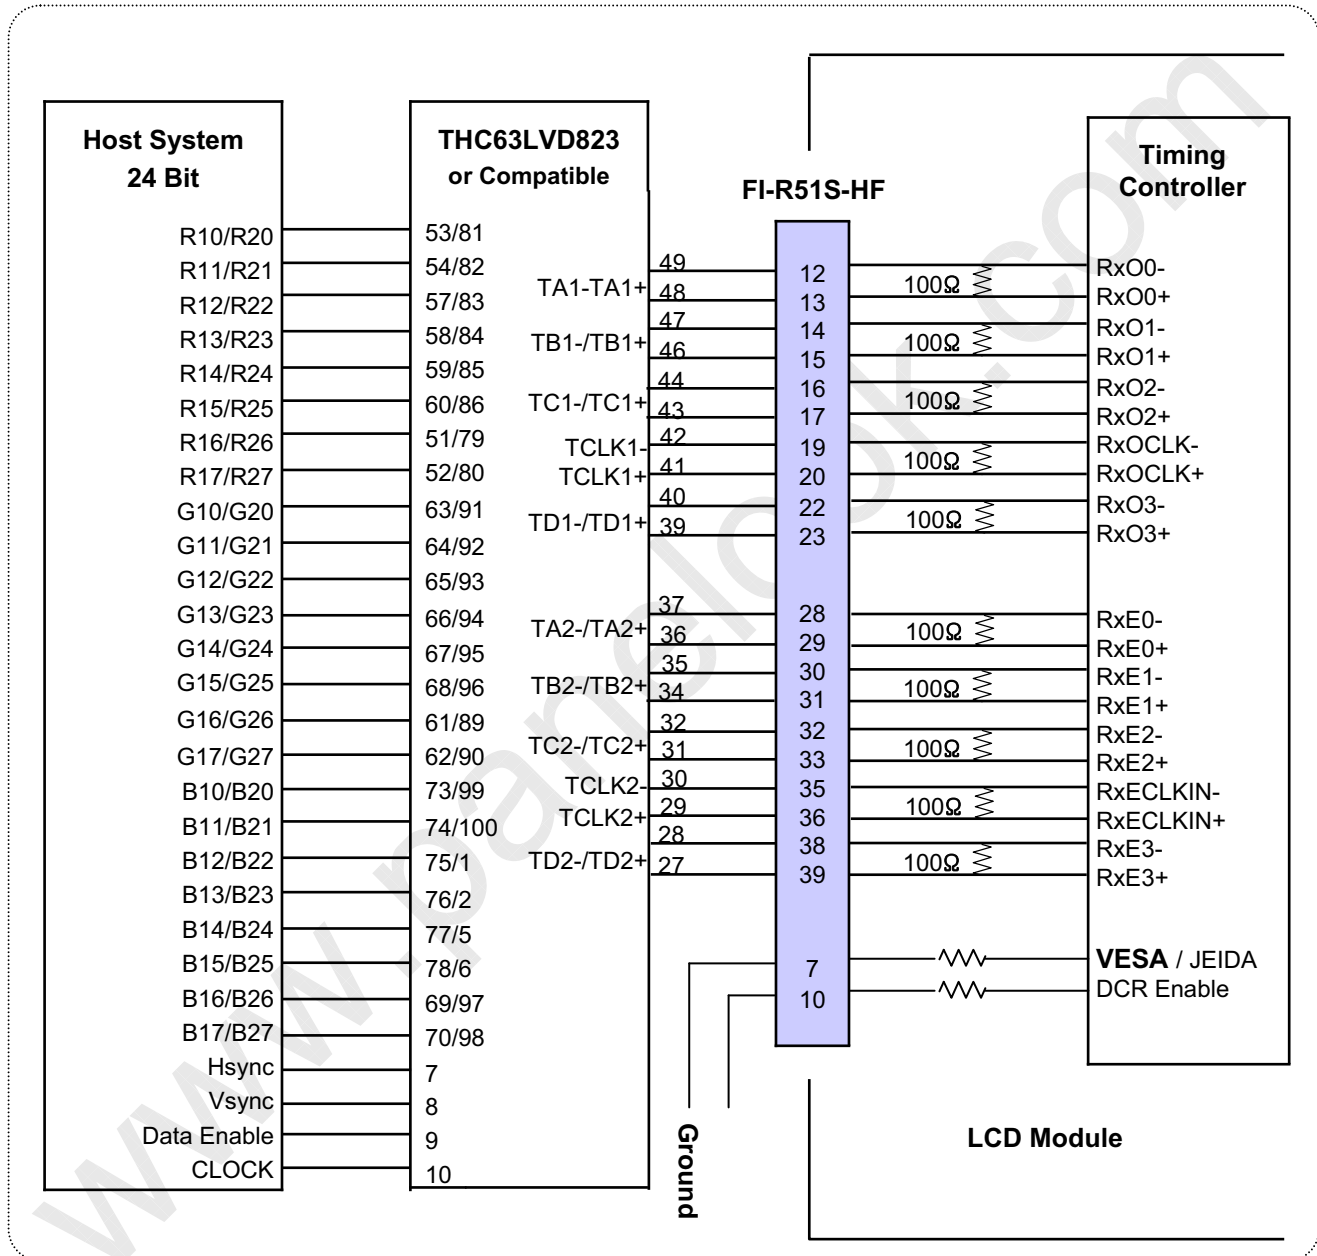 Host System
24 Bit
R10/R20
R11/R21
R12/R22
R13/R23
R14/R24
R15/R25
R16/R26
R17/R27
G10/G20
G11/G21
G12/G22
G13/G23
G14/G24
G15/G25
G16/G26
G17/G27
B10/B20
B11/B21
B12/B22
B13/B23
B14/B24
B15/B25
B16/B26
B17/B27
Hsync
Vsync
Data Enable
CLOCK
THC63LVD823
or Compatible
53/81
54/82
57/83
58/84
59/85
60/86
51/79
52/80
63/91
64/92
65/93
66/94
67/95
68/96
61/89
62/90
73/99
74/100
75/1
76/2
77/5
78/6
69/97
70/98
7
8
9
10
TA1-TA1+
TB1-/TB1+
TC1-/TC1+
TCLK1-
TCLK1+
TD1-/TD1+
TA2-/TA2+
TB2-/TB2+
TC2-/TC2+
TCLK2-
TCLK2+
TD2-/TD2+
49
48
47
46
44
43
42
41
40
39
37
36
35
34
32
31
30
29
28
27
FI-R51S-HF
12
13
14
15
16
17
19
20
22
23
28
29
30
31
32
33
35
36
38
39
7
10
100Ω
100Ω
100Ω
100Ω
100Ω
100Ω
100Ω
100Ω
100Ω
100Ω
Timing
Controller
RxO0-
RxO0+
RxO1-
RxO1+
RxO2-
RxO2+
RxOCLK-
RxOCLK+
RxO3-
RxO3+
RxE0-
RxE0+
RxE1-
RxE1+
RxE2-
RxE2+
RxECLKIN-
RxECLKIN+
RxE3-
RxE3+
VESA / JEIDA
DCR Enable
Ground
LCD Module
www.panelook.com